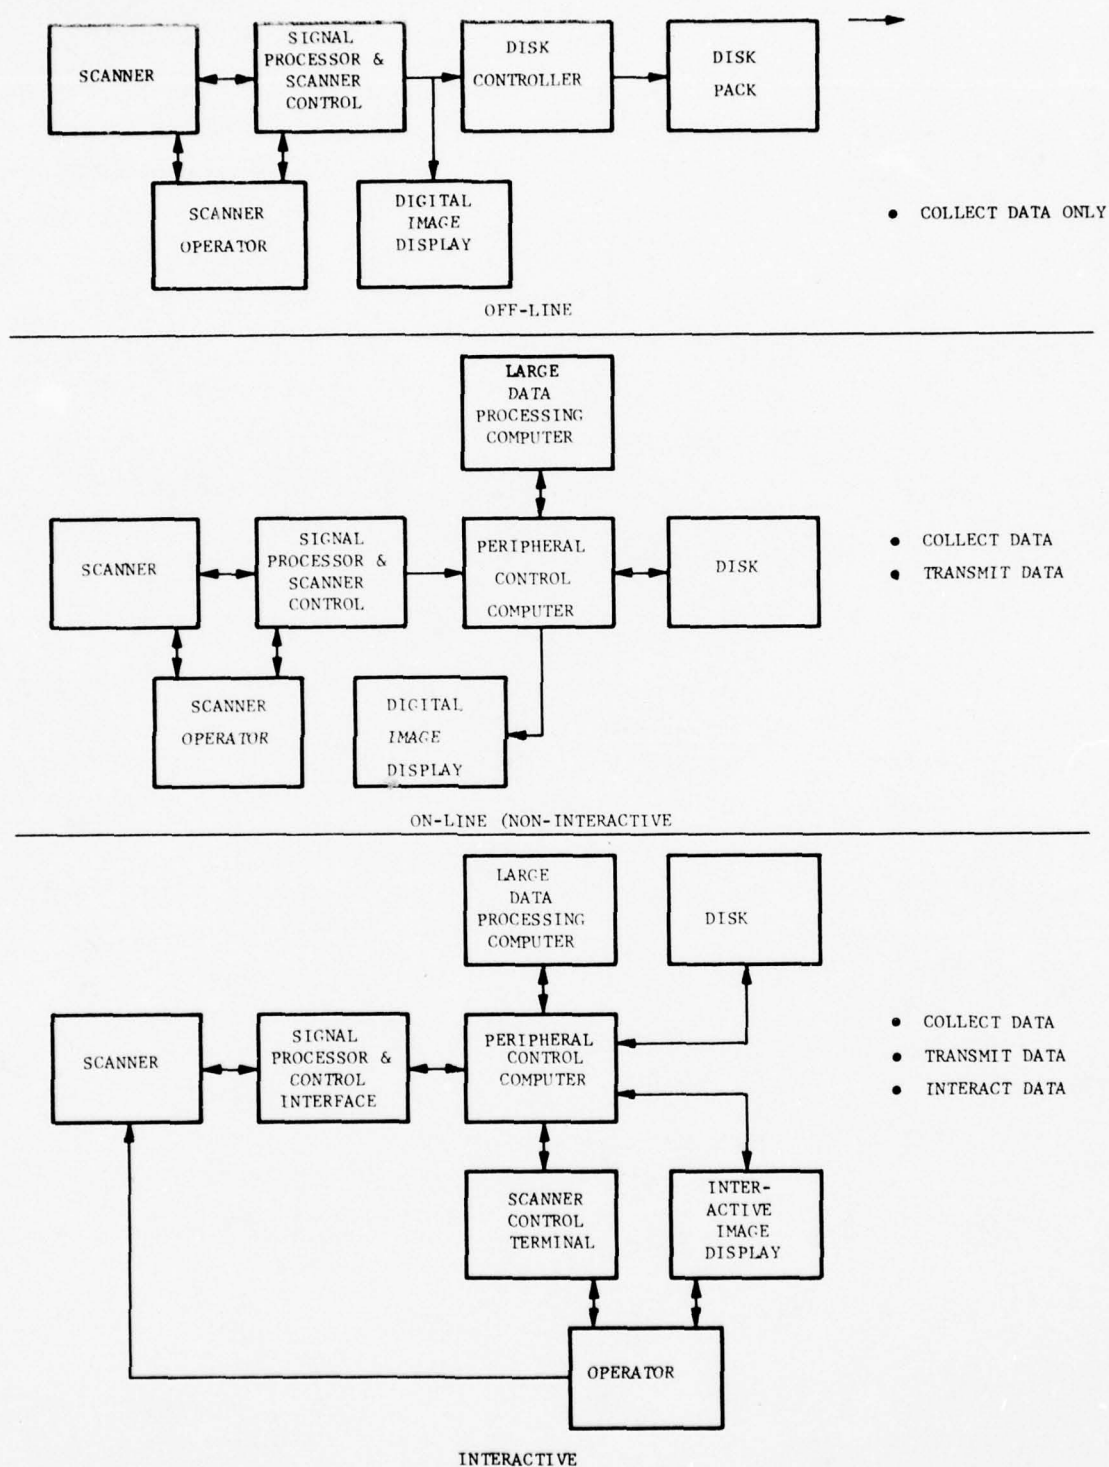 SCANNER
SIGNAL
PROCESSOR &
SCANNER
CONTROL
DISK
CONTROLLER
DISK
PACK
SCANNER
OPERATOR
DIGITAL
IMAGE
DISPLAY
• COLLECT DATA ONLY
OFF-LINE
LARGE
DATA
PROCESSING
COMPUTER
SCANNER
SIGNAL
PROCESSOR &
SCANNER
CONTROL
PERIPHERAL
CONTROL
COMPUTER
DISK
• COLLECT DATA
• TRANSMIT DATA
SCANNER
OPERATOR
DIGITAL
IMAGE
DISPLAY
ON-LINE (NON-INTERACTIVE
LARGE
DATA
PROCESSING
COMPUTER
DISK
SCANNER
SIGNAL
PROCESSOR &
CONTROL
INTERFACE
PERIPHERAL
CONTROL
COMPUTER
• COLLECT DATA
• TRANSMIT DATA
• INTERACT DATA
SCANNER
CONTROL
TERMINAL
INTER-
ACTIVE
IMAGE
DISPLAY
OPERATOR
INTERACTIVE